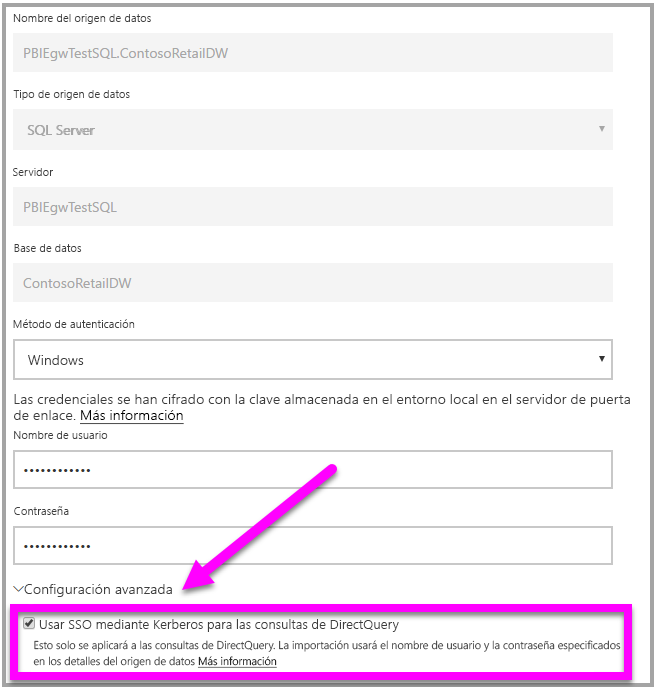 Nombre del origen de datos
PBIEgwTestSQL.ContosoRetailDW
Tipo de origen de datos
SQL Server
Servidor
PBIEgwTestSQL
Base de datos
ContosoRetailDW
Método de autenticación
Windows
Las credenciales se han cifrado con la clave almacenada en el entorno local en el servidor de puerta
de enlace. Más información
Nombre de usuario
••••••••••••
Contraseña
••••••••••••
Configuración avanzada
Usar SSO mediante Kerberos para las consultas de DirectQuery
Esto solo se aplicará a las consultas de DirectQuery. La importación usará el nombre de usuario y la contraseña especificados
en los detalles del origen de datos Más información